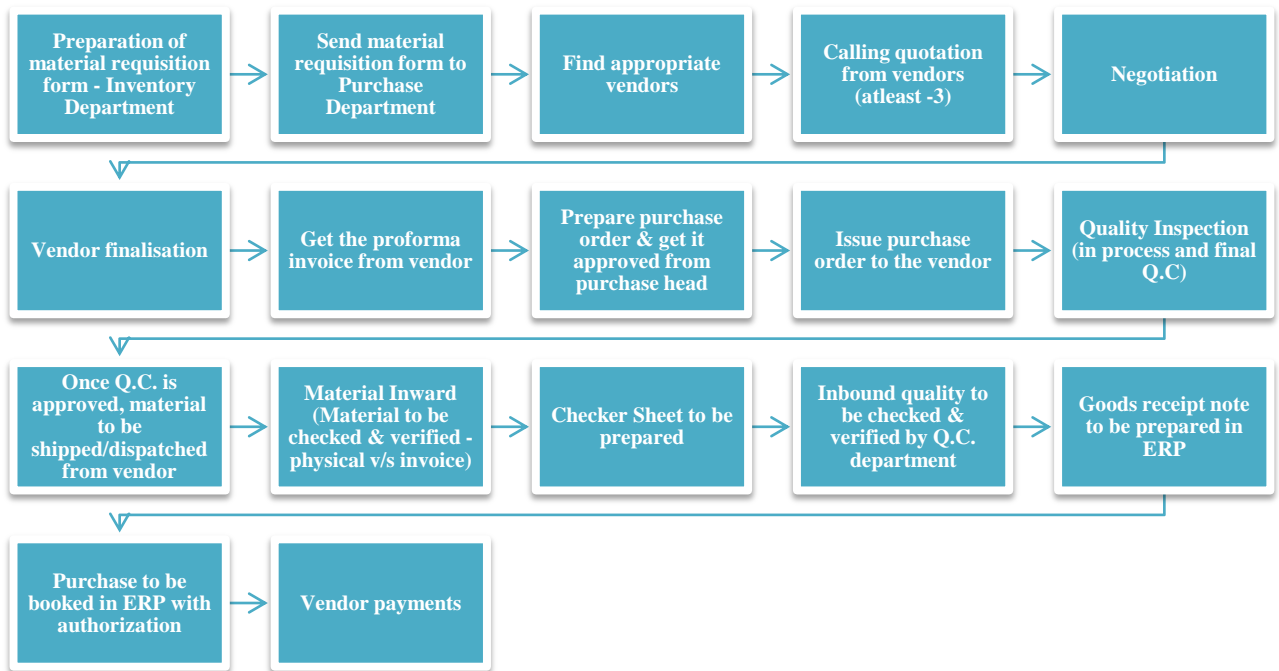 Preparation of
material requisition
form - Inventory
Department
Send material
requisition form to
Purchase
Department
Find appropriate
vendors
Calling quotation
from vendors
(atleast -3)
Negotiation
Vendor finalisation
Get the proforma
invoice from vendor
Prepare purchase
order & get it
approved from
purchase head
Issue purchase
order to the vendor
Quality Inspection
(in process and final
Q.C)
Once Q.C. is
approved, material
to be
shipped/dispatched
from vendor
Material Inward
(Material to be
checked & verified -
physical v/s invoice)
Checker Sheet to be
prepared
Inbound quality to
be checked &
verified by Q.C.
department
Goods receipt note
to be prepared in
ERP
Purchase to be
booked in ERP with
authorization
Vendor payments